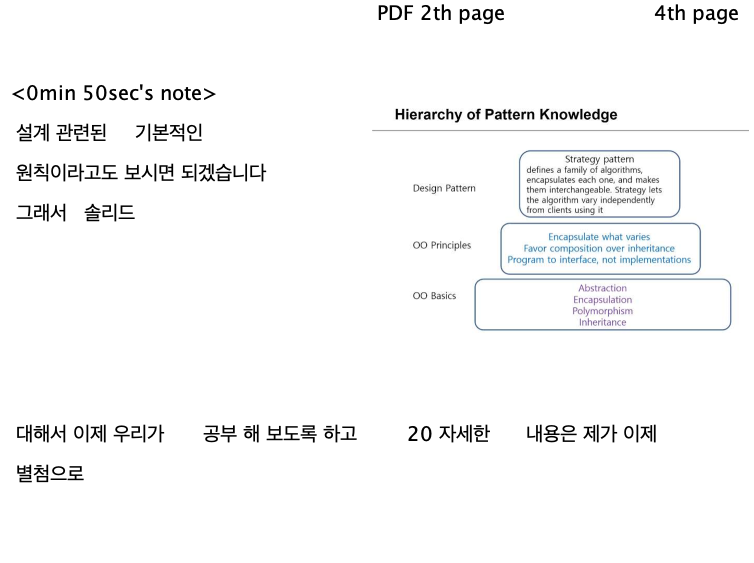 PDF 2th page 4th page
<0min 50sec's note>
설계 관련된 기본적인
원칙이라고도 보시면 되겠습니다
그래서 솔리드
Hierarchy of Pattern Knowledge
Design Pattern
Strategy pattern
defines a family of algorithms,
encapsulates each one, and makes
them interchangeable. Strategy lets
the algorithm vary independently
from clients using it
OO Principles
Encapsulate what varies
Favor composition over inheritance
Program to interface, not implementations
OO Basics
Abstraction
Encapsulation
Polymorphism
Inheritance
대해서 이제 우리가 공부 해 보도록 하고 20 자세한 내용은 제가 이제
별첨으로